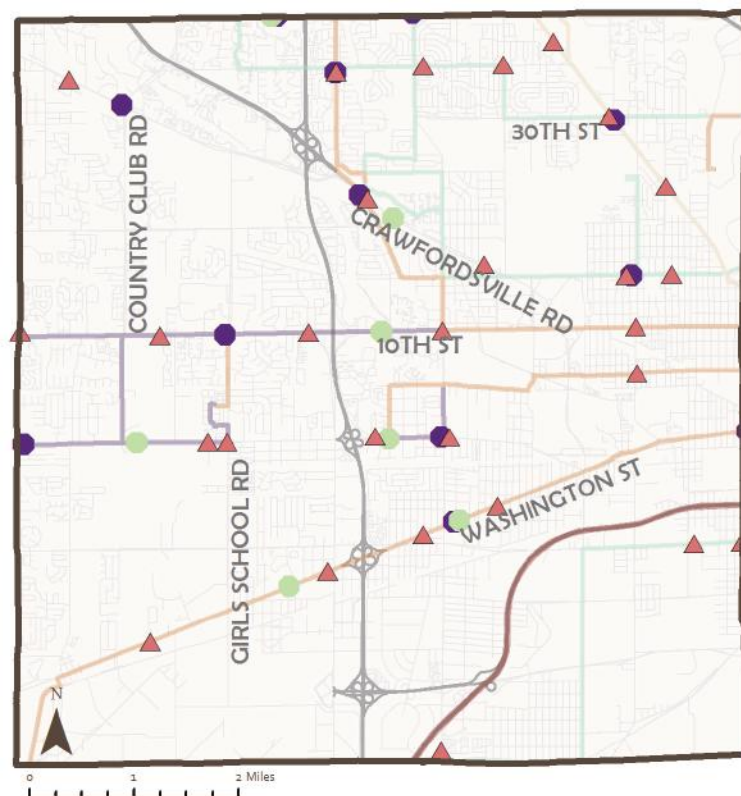 30TH ST
COUNTRY CLUB RD
CRAWFORDSVILLE RD
10TH ST
GIRLS SCHOOL RD
WASHINGTON ST
N
0 1 2 Miles